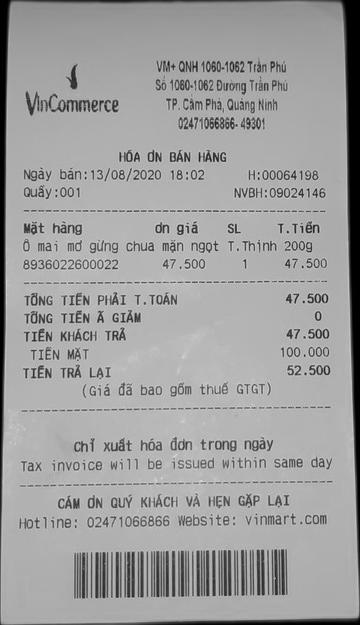 VinCommerce
VM+ QNH 1060-1062 Trần Phú
Số 1060-1062 Đường Trần Phú
TP. Cẩm Phả, Quảng Ninh
02471066866- 49301
HÓA ƠN BÁN HÀNG
Ngày bán:13/08/2020 18:02 H:00064198
Quầy:001 NVBH:09024146
Mặt hàng ơn giá SL T.Tiền
Ô mai mơ gừng chua mặn ngọt T.Thịnh 200g
8936022600022 47.500 1 47.500
TỔNG TIỀN PHẢI T.TOÁN 47.500
TỔNG TIỀN Ã GIẢM 0
TIỀN KHÁCH TRẢ 47.500
TIỀN MẶT 100.000
TIỀN TRẢ LẠI 52.500
(Giá đã bao gồm thuế GTGT)
Chỉ xuất hóa đơn trong ngày
Tax invoice will be issued within same day
CẢM ƠN QUÝ KHÁCH VÀ HẸN GẶP LẠI
Hotline: 02471066866 Website: vinmart.com